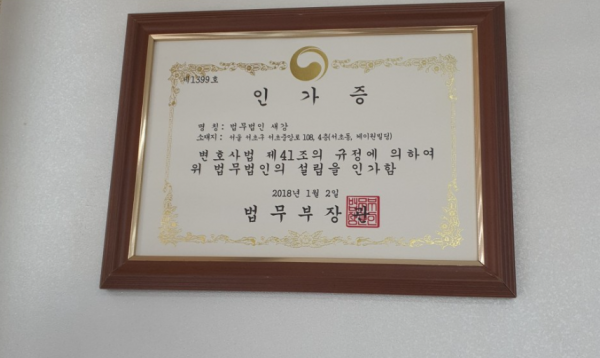 제1399호
인가증
명 칭: 법무법인 새강
소재지: 서울 서초구 서초중앙로 108, 4층(서초동, 제이원빌딩)
변호사법 제41조의 규정에 의하여
위 법무법인의 설립을 인가함
2018년 1월 2일
법무부장관